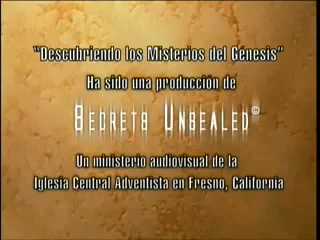 “Descubriendo los Misterios del Génesis”
Ha sido una producción de
Secrets Unsealed©
Un ministerio audiovisual de la
Iglesia Central Adventista en Fresno, California